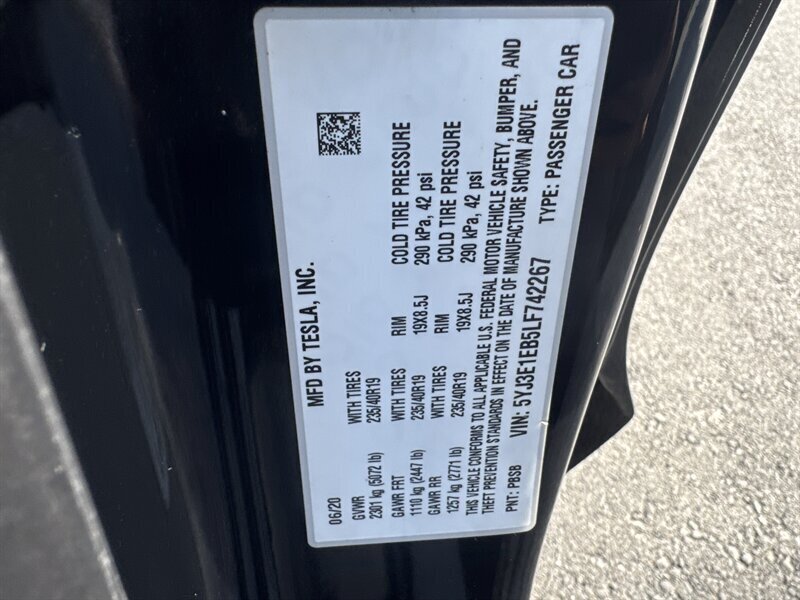 MFD BY TESLA, INC.
06/20
GVWR WITH TIRES RIM COLD TIRE PRESSURE
2301 kg (5072 lb) 235/40R19 19X8.5J 290 kPa, 42 psi
GAWR FRT WITH TIRES RIM COLD TIRE PRESSURE
1110 kg (2447 lb) 235/40R19 19X8.5J 290 kPa, 42 psi
GAWR RR WITH TIRES
1257 kg (2771 lb) 235/40R19
THIS VEHICLE CONFORMS TO ALL APPLICABLE U.S. FEDERAL MOTOR VEHICLE SAFETY, BUMPER, AND
THEFT PREVENTION STANDARDS IN EFFECT ON THE DATE OF MANUFACTURE SHOWN ABOVE.
PNT: PBSB VIN: 5YJ3E1EB5LF742267 TYPE: PASSENGER CAR